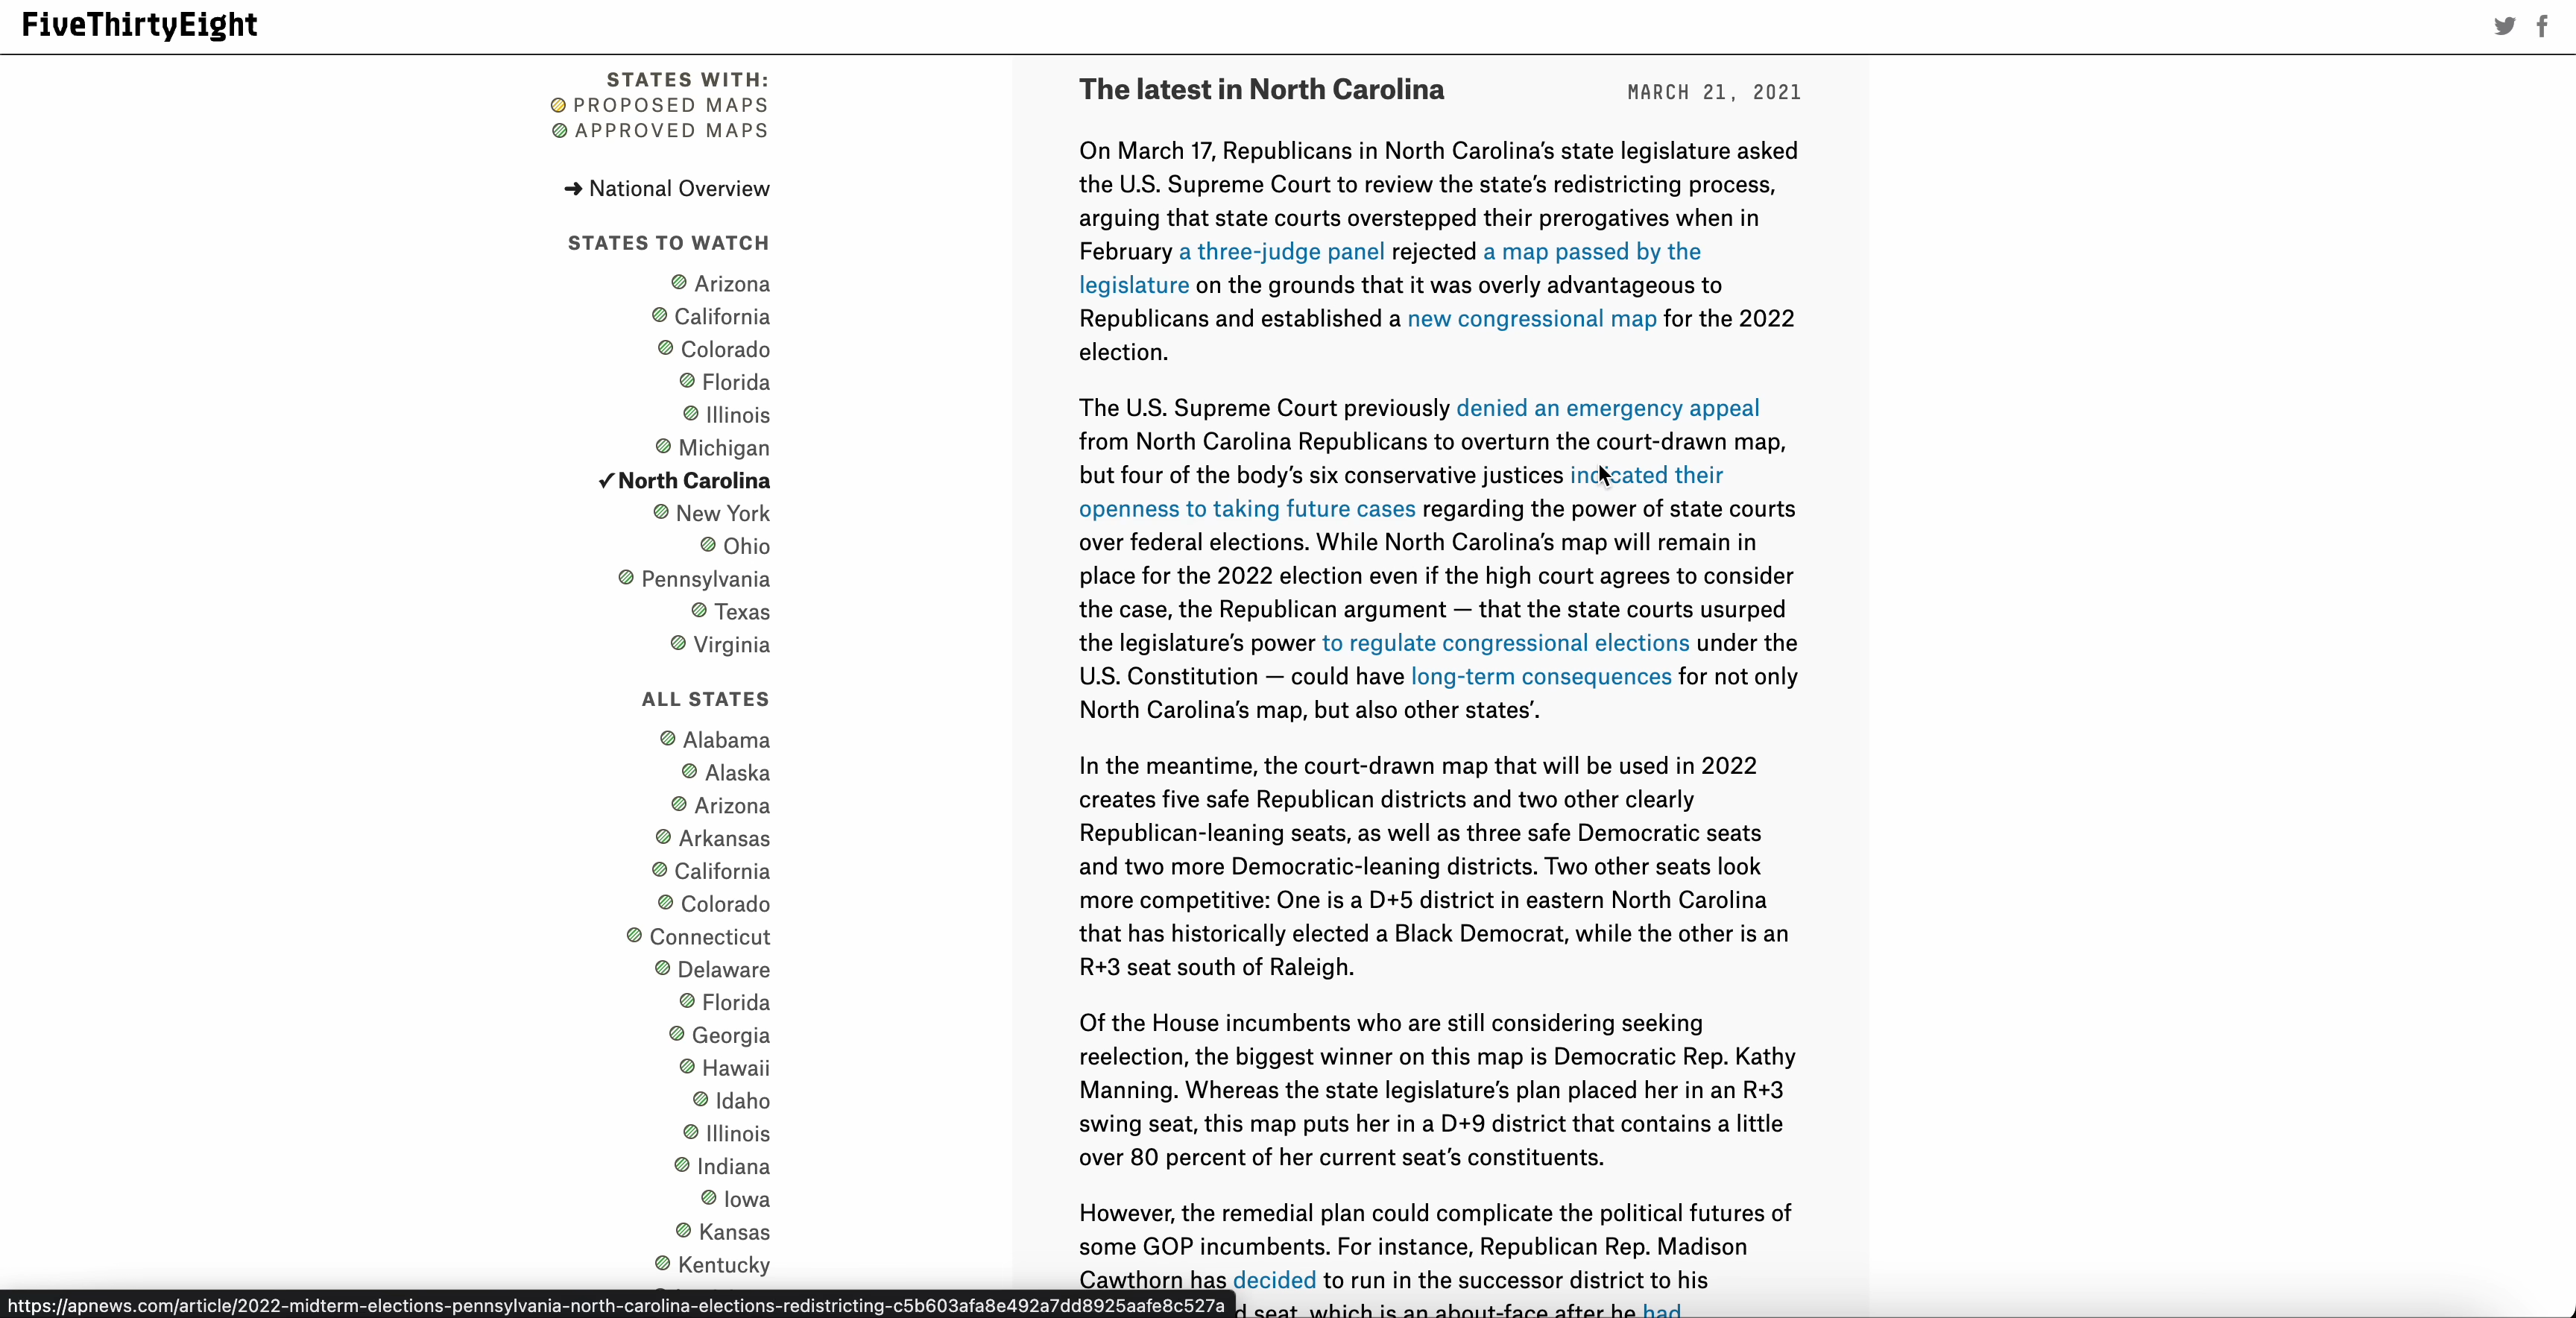 FiveThirtyEight
STATES WITH:
PROPOSED MAPS
APPROVED MAPS
➔ National Overview
STATES TO WATCH
Arizona
California
Colorado
Florida
Illinois
Michigan
✓North Carolina
New York
Ohio
Pennsylvania
Texas
Virginia
ALL STATES
Alabama
Alaska
Arizona
Arkansas
California
Colorado
Connecticut
Delaware
Florida
Georgia
Hawaii
Idaho
Illinois
Indiana
Iowa
Kansas
Kentucky
The latest in North Carolina
MARCH 21, 2021
On March 17, Republicans in North Carolina’s state legislature asked
the U.S. Supreme Court to review the state’s redistricting process,
arguing that state courts overstepped their prerogatives when in
February a three-judge panel rejected a map passed by the
legislature on the grounds that it was overly advantageous to
Republicans and established a new congressional map for the 2022
election.
The U.S. Supreme Court previously denied an emergency appeal
from North Carolina Republicans to overturn the court-drawn map,
but four of the body’s six conservative justices indicated their
openness to taking future cases regarding the power of state courts
over federal elections. While North Carolina’s map will remain in
place for the 2022 election even if the high court agrees to consider
the case, the Republican argument — that the state courts usurped
the legislature’s power to regulate congressional elections under the
U.S. Constitution — could have long-term consequences for not only
North Carolina’s map, but also other states’.
In the meantime, the court-drawn map that will be used in 2022
creates five safe Republican districts and two other clearly
Republican-leaning seats, as well as three safe Democratic seats
and two more Democratic-leaning districts. Two other seats look
more competitive: One is a D+5 district in eastern North Carolina
that has historically elected a Black Democrat, while the other is an
R+3 seat south of Raleigh.
Of the House incumbents who are still considering seeking
reelection, the biggest winner on this map is Democratic Rep. Kathy
Manning. Whereas the state legislature’s plan placed her in an R+3
swing seat, this map puts her in a D+9 district that contains a little
over 80 percent of her current seat’s constituents.
However, the remedial plan could complicate the political futures of
some GOP incumbents. For instance, Republican Rep. Madison
Cawthorn has decided to run in the successor district to his
seat, which is an about-face after he had
https://apnews.com/article/2022-midterm-elections-pennsylvania-north-carolina-elections-redistricting-c5b603afa8e492a7dd8925aafe8c527a